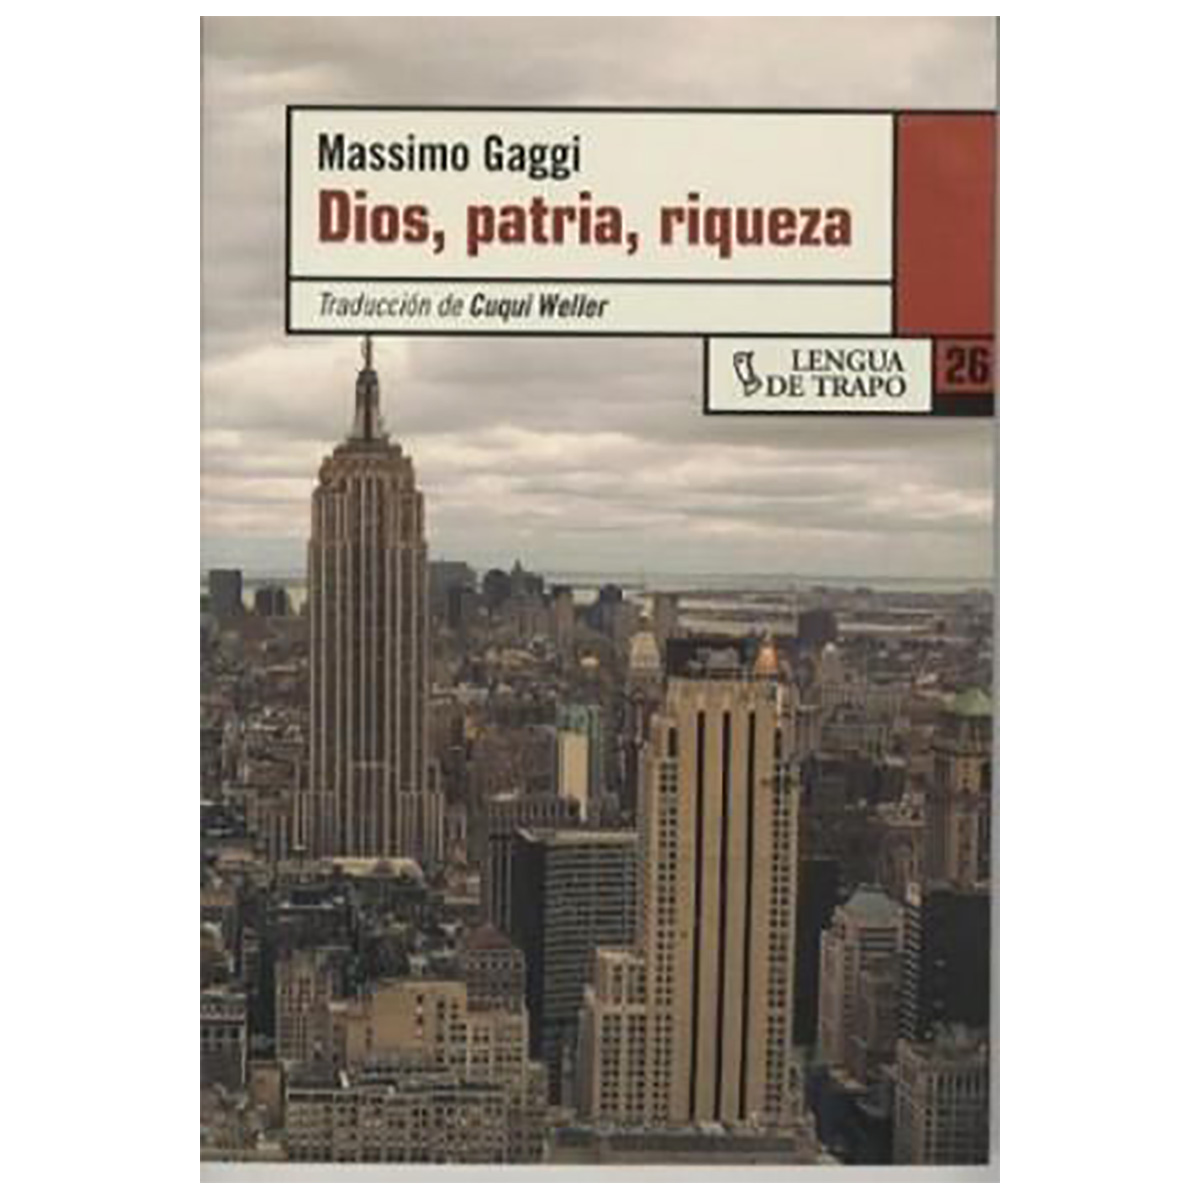 Massimo Gaggi
Dios, patria, riqueza
Traducción de Cuqui Weller
LENGUA
DE TRAPO
26